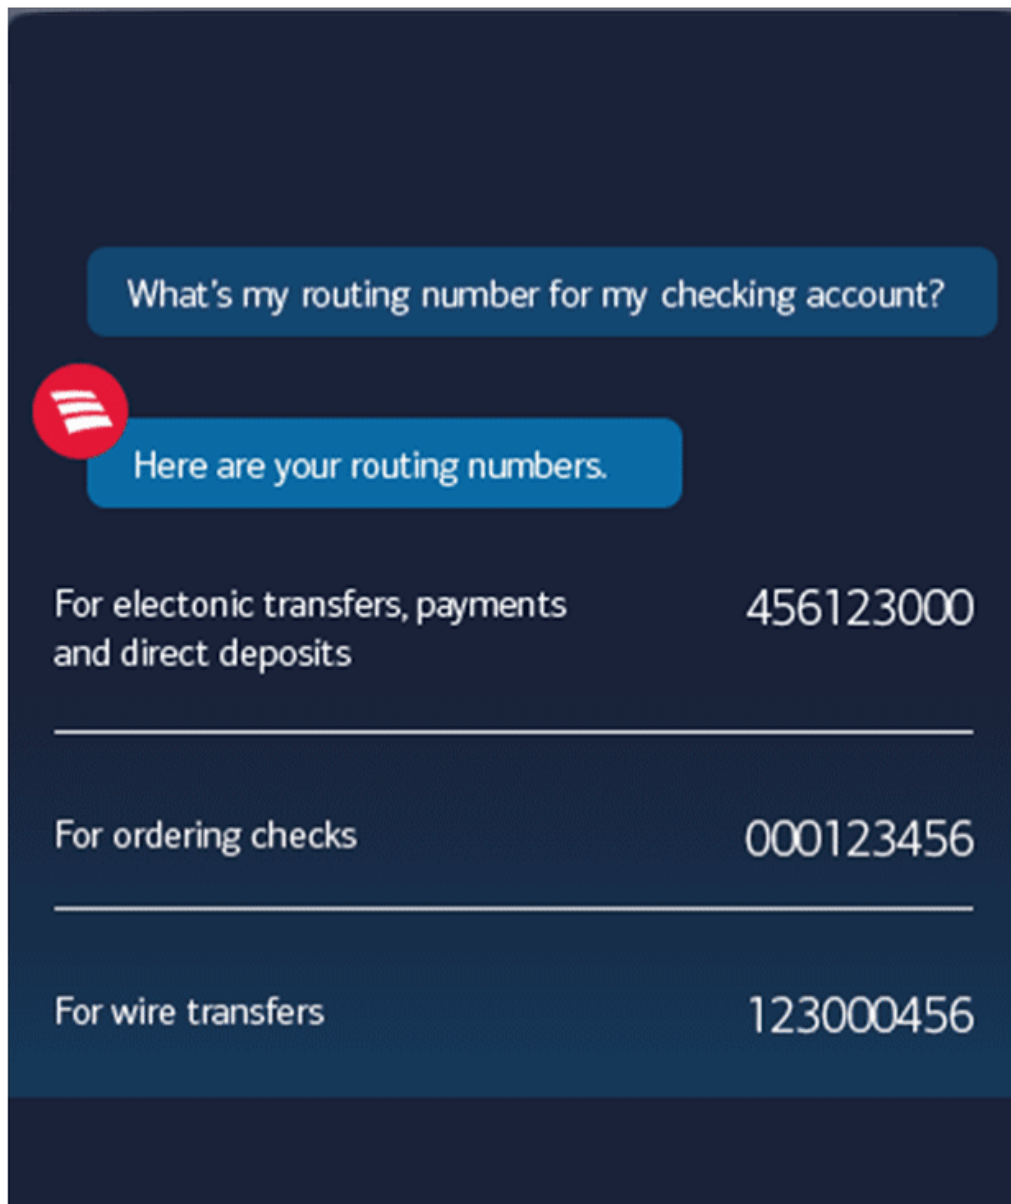 What's my routing number for my checking account?
Here are your routing numbers.
For electonic transfers, payments 456123000
and direct deposits
For ordering checks 000123456
For wire transfers 123000456